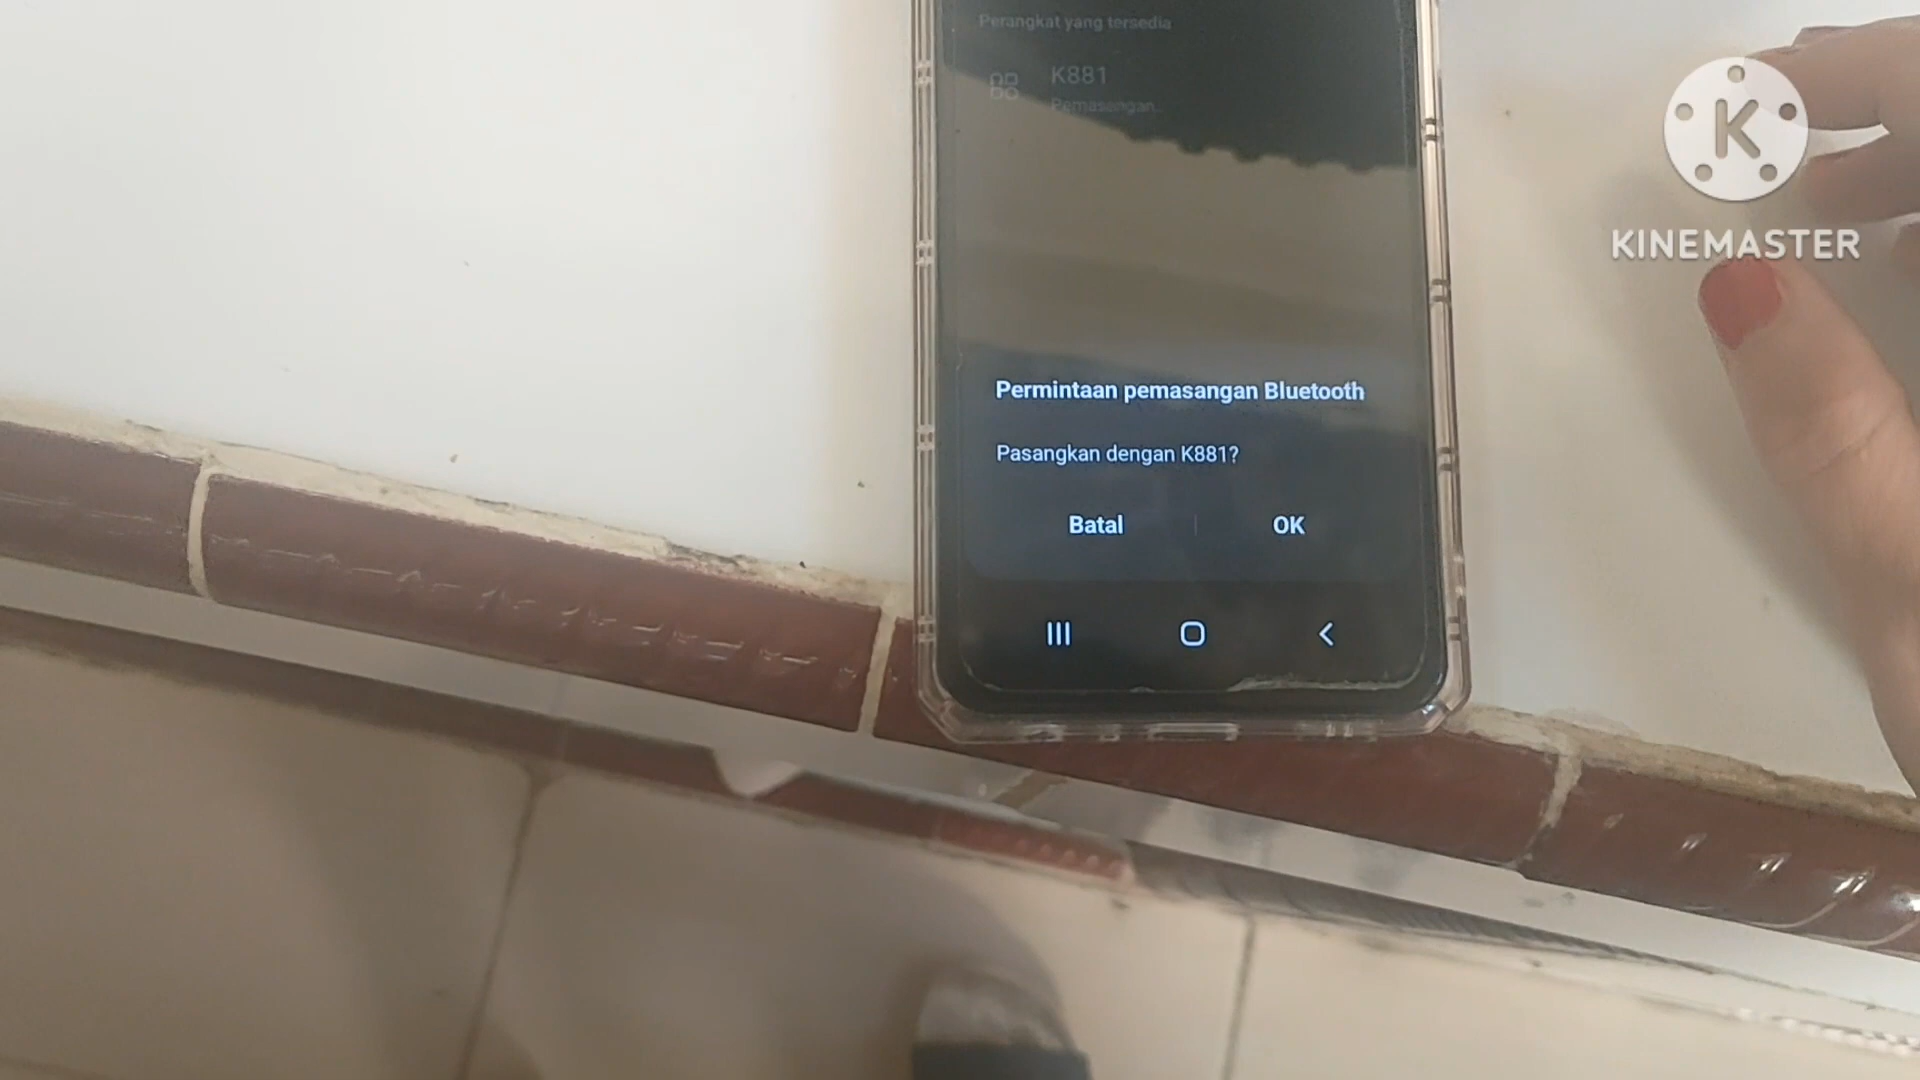 Perangkat yang tersedia
K881
Pemasangan..
K
KINEMASTER
Permintaan pemasangan Bluetooth
Pasangkan dengan K881?
Batal
OK